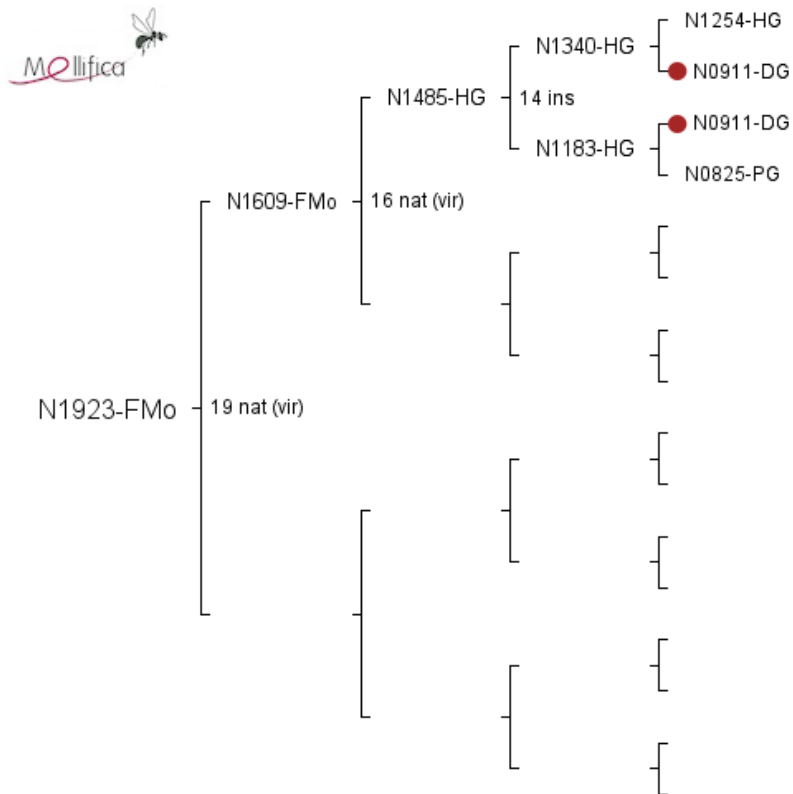 Mellifica
N1254-HG
N1340-HG
N0911-DG
N1485-HG
14 ins
N0911-DG
N1183-HG
N0825-PG
N1609-FMo
16 nat (vir)
N1923-FMo
19 nat (vir)